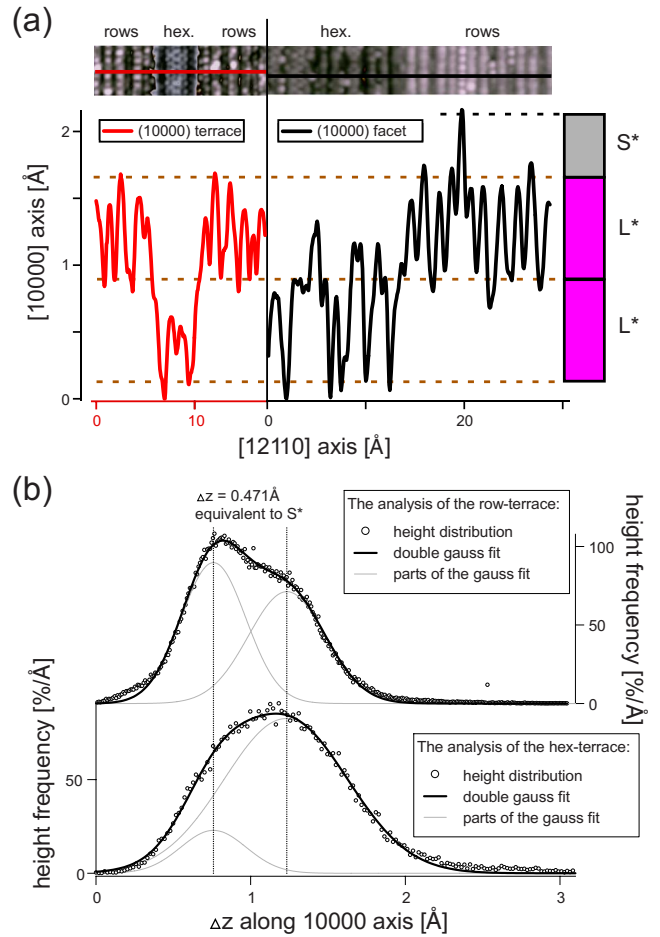 (a)
rows hex. rows hex. rows
(10000) terrace
(10000) facet
S*
L*
L*
[10000] axis [Å]
2
1
0
0 10 0 20
[12110] axis [Å]
(b)
Δz = 0.471Å
equivalent to S*
The analysis of the row-terrace:
height distribution
double gauss fit
parts of the gauss fit
100
50
0
height frequency [%/Å]
The analysis of the hex-terrace:
height distribution
double gauss fit
parts of the gauss fit
height frequency [%/Å]
50
0
0 1 2 3
Δz along 10000 axis [Å]